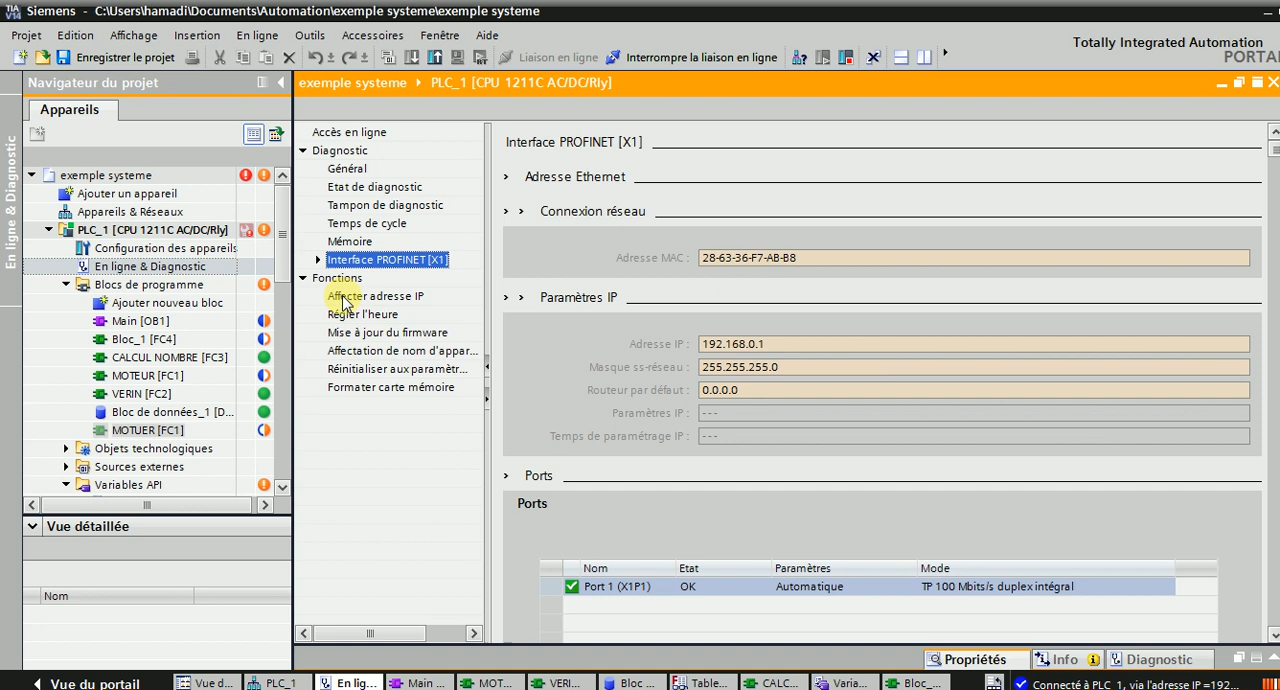 TIA V14 Siemens - C:\Users\hamadi\Documents\Automation\exemple systeme\exemple systeme
Projet Edition Affichage Insertion En ligne Outils Accessoires Fenêtre Aide
Enregistrer le projet Liaison en ligne Interrompre la liaison en ligne
Totally Integrated Automation
PORTAL
Navigateur du projet
exemple systeme PLC_1 [CPU 1211C AC/DC/Rly]
Appareils
En ligne & Diagnostic
exemple systeme
Ajouter un appareil
Appareils & Réseaux
PLC_1 [CPU 1211C AC/DC/Rly]
Configuration des appareils
En ligne & Diagnostic
Blocs de programme
Ajouter nouveau bloc
Main [OB1]
Bloc_1 [FC4]
CALCUL NOMBRE [FC3]
MOTEUR [FC1]
VERIN [FC2]
Bloc de données_1 [D...
MOTUER [FC1]
Objets technologiques
Sources externes
Variables API
Vue détaillée
Nom
Accès en ligne
Diagnostic
Général
Etat de diagnostic
Tampon de diagnostic
Temps de cycle
Mémoire
Interface PROFINET [X1]
Fonctions
Affecter adresse IP
Régler l'heure
Mise à jour du firmware
Affectation de nom d'appar...
Réinitialiser aux paramètr...
Formater carte mémoire
Interface PROFINET [X1]
Adresse Ethernet
Connexion réseau
Adresse MAC : 28-63-36-F7-AB-B8
Paramètres IP
Adresse IP : 192.168.0.1
Masque ss-réseau : 255.255.255.0
Routeur par défaut : 0.0.0.0
Paramètres IP : ---
Temps de paramétrage IP : ---
Ports
Ports
Nom Etat Paramètres Mode
Port 1 (X1P1) OK Automatique TP 100 Mbits/s duplex intégral
Propriétés Info Diagnostic
Vue du portail Vue d... PLC_1 En lig... Main ... MOT... VERI... Bloc ... Table... CALC... Varia... Bloc_... Connecté à PLC_1, via l'adresse IP =192...